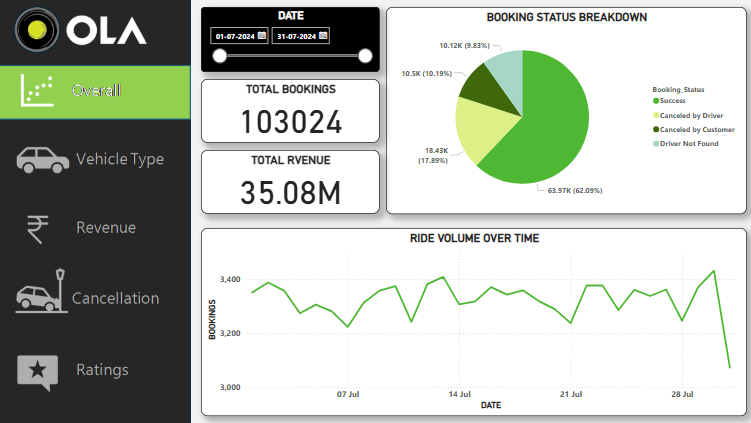 OLA
Overall
Vehicle Type
Revenue
Cancellation
Ratings
DATE
01-07-2024 31-07-2024
TOTAL BOOKINGS
103024
TOTAL RVENUE
35.08M
BOOKING STATUS BREAKDOWN
10.12K (9.83%)
10.5K (10.19%)
18.43K
(17.89%)
63.97K (62.09%)
Booking_Status
Success
Canceled by Driver
Canceled by Customer
Driver Not Found
RIDE VOLUME OVER TIME
BOOKINGS
3,400
3,200
3,000
07 Jul 14 Jul 21 Jul 28 Jul
DATE